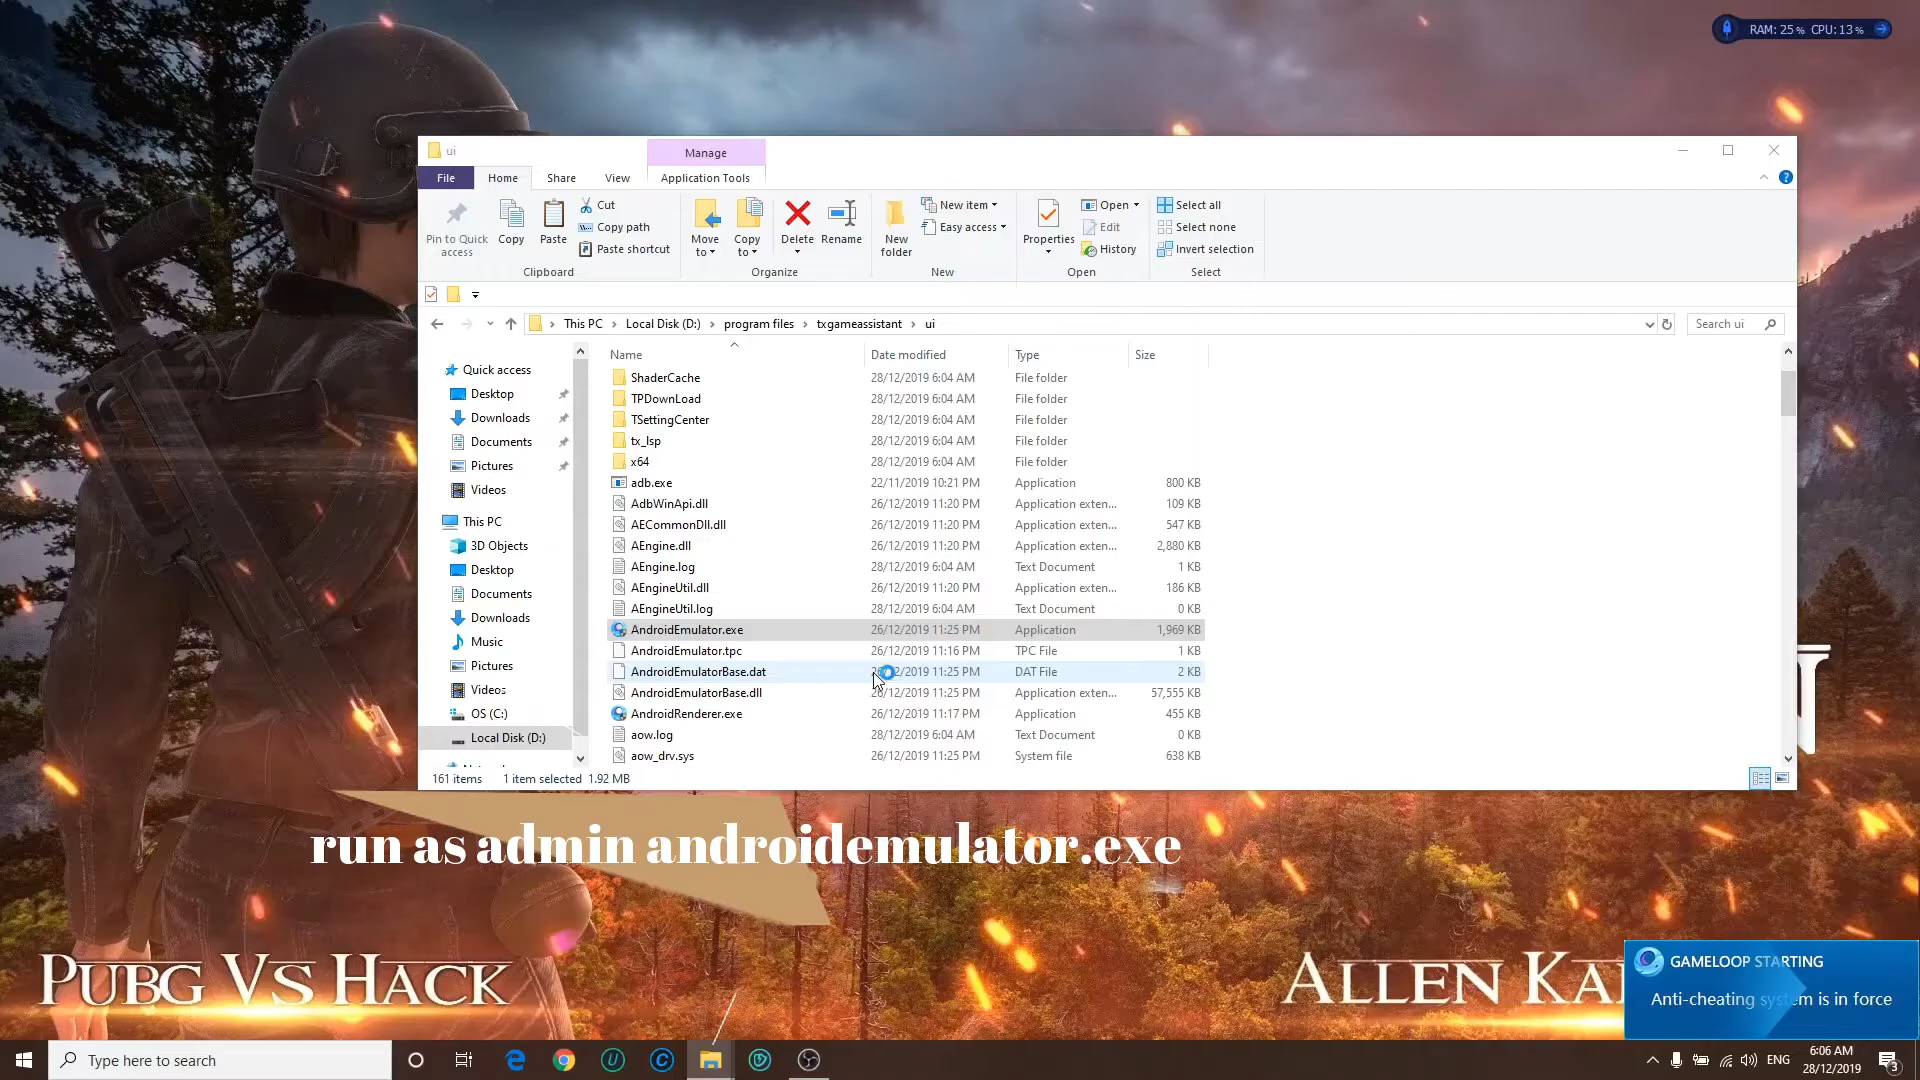 RAM: 25 % CPU: 13 %
ui
Manage
File
Home
Share
View
Application Tools
Pin to Quick access
Copy
Paste
Cut
Copy path
Paste shortcut
Clipboard
Move to
Copy to
Delete
Rename
Organize
New folder
New item
Easy access
New
Properties
Open
Edit
History
Open
Select all
Select none
Invert selection
Select
This PC
Local Disk (D:)
program files
txgameassistant
ui
Search ui
Quick access
Desktop
Downloads
Documents
Pictures
Videos
This PC
3D Objects
Desktop
Documents
Downloads
Music
Pictures
Videos
OS (C:)
Local Disk (D:)
Name Date modified Type Size
ShaderCache 28/12/2019 6:04 AM File folder
TPDownLoad 28/12/2019 6:04 AM File folder
TSettingCenter 28/12/2019 6:04 AM File folder
tx_lsp 28/12/2019 6:04 AM File folder
x64 28/12/2019 6:04 AM File folder
adb.exe 22/11/2019 10:21 PM Application 800 KB
AdbWinApi.dll 26/12/2019 11:20 PM Application exten... 109 KB
AECommonDll.dll 26/12/2019 11:20 PM Application exten... 547 KB
AEngine.dll 26/12/2019 11:20 PM Application exten... 2,880 KB
AEngine.log 28/12/2019 6:04 AM Text Document 1 KB
AEngineUtil.dll 26/12/2019 11:20 PM Application exten... 186 KB
AEngineUtil.log 28/12/2019 6:04 AM Text Document 0 KB
AndroidEmulator.exe 26/12/2019 11:25 PM Application 1,969 KB
AndroidEmulator.tpc 26/12/2019 11:16 PM TPC File 1 KB
AndroidEmulatorBase.dat 11:25 PM DAT File 2 KB
AndroidEmulatorBase.dll 26/12/2019 11:25 PM Application exten... 57,555 KB
AndroidRenderer.exe 26/12/2019 11:17 PM Application 455 KB
aow.log 28/12/2019 6:04 AM Text Document 0 KB
aow_drv.sys 26/12/2019 11:25 PM System file 638 KB
161 items 1 item selected 1.92 MB
run as admin androidemulator.exe
PUBG VS HACK
ALLEN
GAMELOOP STARTING
Anti-cheating system is in force
Type here to search
ENG
6:06 AM
28/12/2019
3